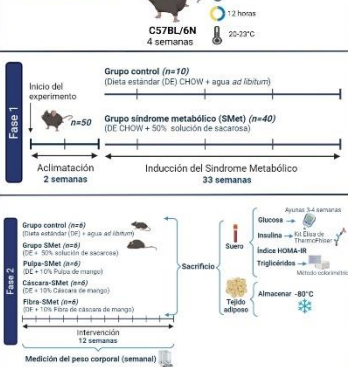 12 horas
C57BL/6N
4 semanas
20-23°C
Fase 1
Inicio del
experimento
n=50
Aclimatación
2 semanas
Grupo control (n=10)
(Dieta estándar (DE) CHOW + agua ad libitum)
Grupo síndrome metabólico (SMet) (n=40)
(DE CHOW + 50% solución de sacarosa)
Inducción del Síndrome Metabólico
33 semanas
Fase 2
Grupo control (n=6)
(Dieta estándar (DE) + agua ad libitum)
Grupo SMet (n=6)
(DE + 50% solución de sacarosa)
Pulpa-SMet (n=6)
(DE + 10% Pulpa de mango)
Cáscara-SMet (n=6)
(DE + 10% Cáscara de mango)
Fibra-SMet (n=6)
(DE + 10% Fibra de cáscara de mango)
Intervención
12 semanas
Medición del peso corporal (semanal)
Sacrificio
Suero
Tejido
adiposo
Ayunas 3-4 semanas
Glucosa
Insulina
Kit Elisa de
ThermoFhiser
Índice HOMA-IR
Triglicéridos
Método colorimétrico
Almacenar -80°C